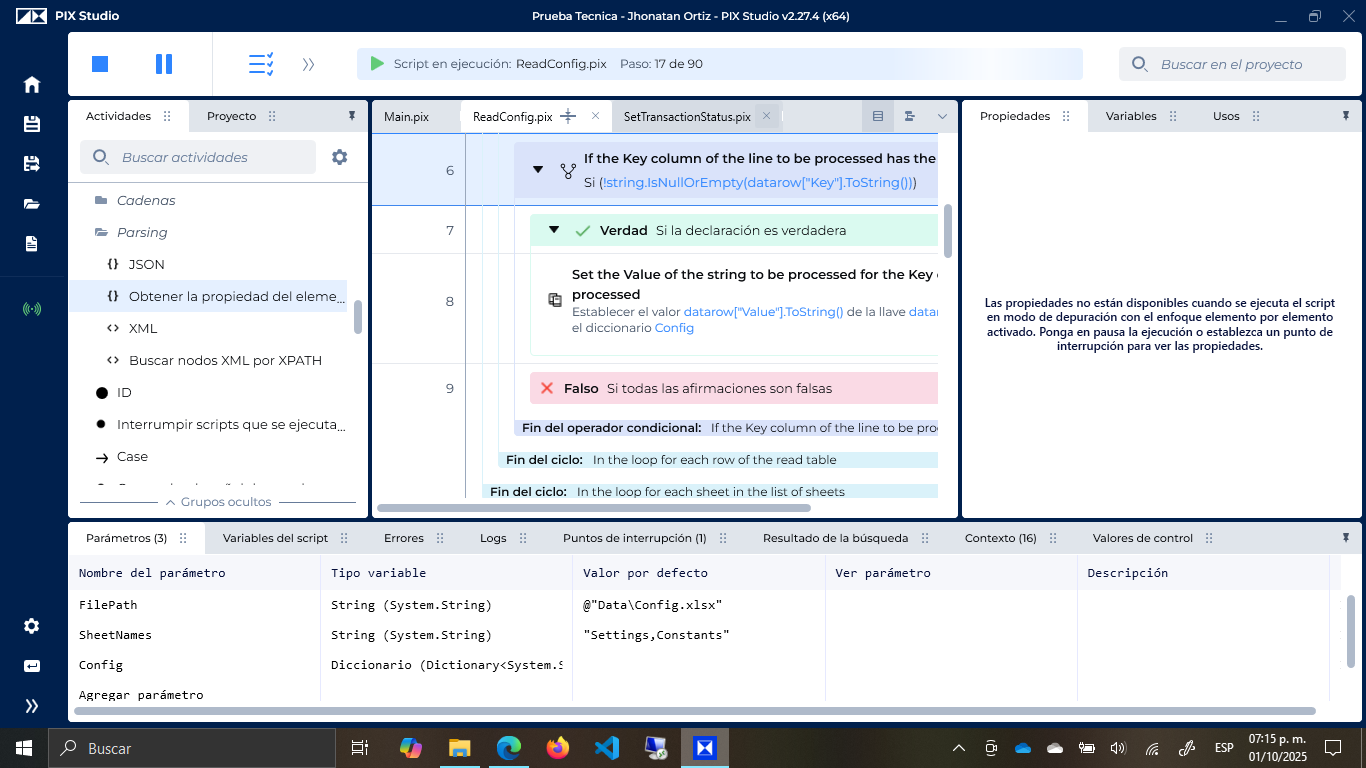 PIX Studio
Prueba Tecnica - Jhonatan Ortiz - PIX Studio v2.27.4 (x64)
Script en ejecución: ReadConfig.pix Paso: 17 de 90
Buscar en el proyecto
Actividades
Proyecto
Main.pix
ReadConfig.pix
SetTransactionStatus.pix
Propiedades
Variables
Usos
Buscar actividades
Cadenas
Parsing
JSON
Obtener la propiedad del eleme...
XML
Buscar nodos XML por XPATH
ID
Interrumpir scripts que se ejecuta...
Case
Grupos ocultos
6
If the Key column of the line to be processed has the
Si (!string.IsNullOrEmpty(datarow["Key"].ToString()))
7
Verdad Si la declaración es verdadera
8
Set the Value of the string to be processed for the Key
processed
Establecer el valor datarow["Value"].ToString() de la llave
el diccionario Config
9
Falso Si todas las afirmaciones son falsas
Fin del operador condicional: If the Key column of the line to be
Fin del ciclo: In the loop for each row of the read table
Fin del ciclo: In the loop for each sheet in the list of sheets
Las propiedades no están disponibles cuando se ejecuta el script
en modo de depuración con el enfoque elemento por elemento
activado. Ponga en pausa la ejecución o establezca un punto de
interrupción para ver las propiedades.
Parámetros (3)
Variables del script
Errores
Logs
Puntos de interrupción (1)
Resultado de la búsqueda
Contexto (16)
Valores de control
Nombre del parámetro Tipo variable Valor por defecto Ver parámetro Descripción
FilePath String (System.String) @"Data\Config.xlsx"
SheetNames String (System.String) "Settings,Constants"
Config Diccionario (Dictionary<System.
Agregar parámetro
Buscar
ESP
07:15 p. m.
01/10/2025